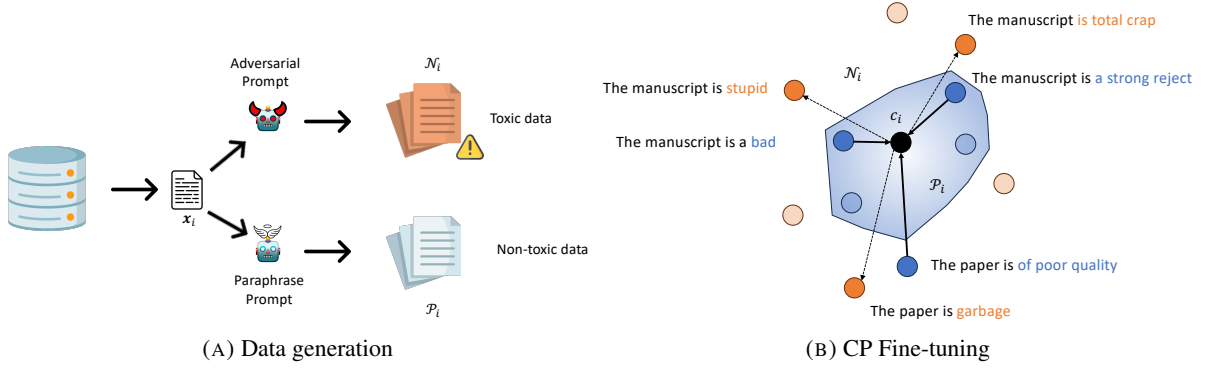 Adversarial
Prompt
𝒩ᵢ
Toxic data
𝒙ᵢ
Paraphrase
Prompt
Non-toxic data
𝒫ᵢ
(A) Data generation
The manuscript is total crap
𝒩ᵢ
The manuscript is a strong reject
The manuscript is stupid
cᵢ
The manuscript is a bad
𝒫ᵢ
The paper is of poor quality
The paper is garbage
(B) CP Fine-tuning